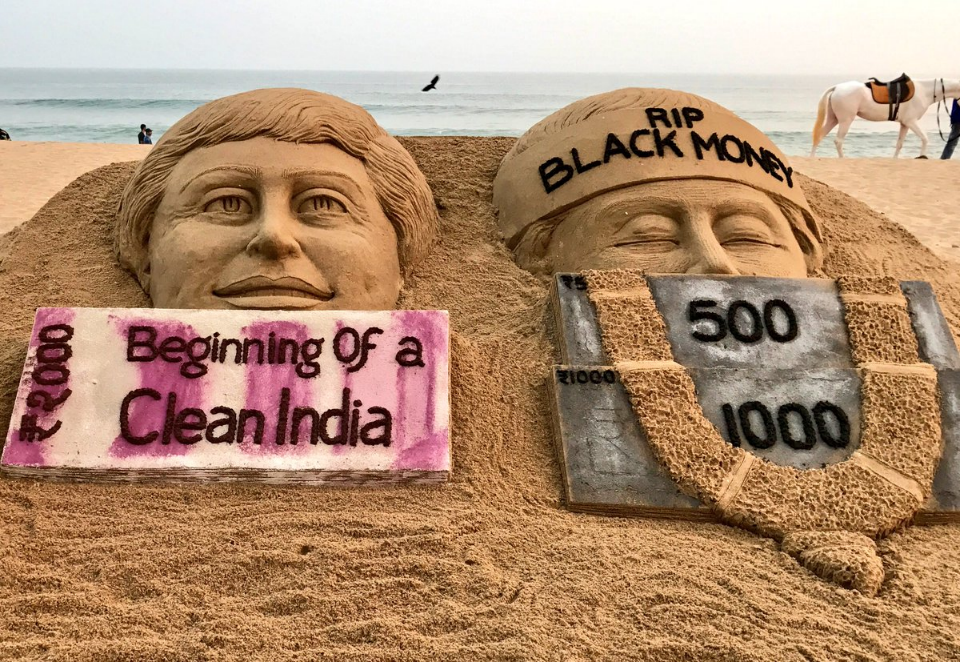 ₹2000
Beginning Of a
Clean India
RIP
BLACK MONEY
₹5
500
₹1000
1000